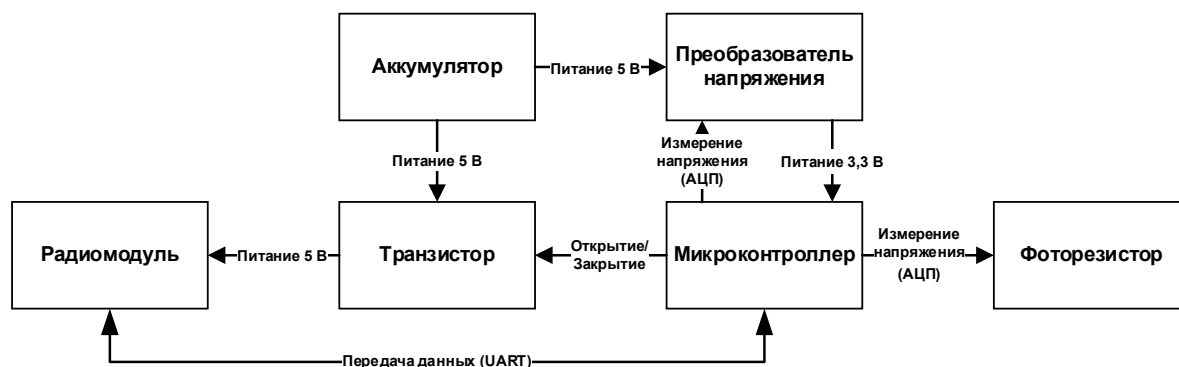 Аккумулятор
Питание 5 В
Преобразователь
напряжения
Питание 5 В
Измерение
напряжения
(АЦП)
Питание 3,3 В
Радиомодуль
Питание 5 В
Транзистор
Открытие/
Закрытие
Микроконтроллер
Измерение
напряжения
(АЦП)
Фоторезистор
Передача данных (UART)